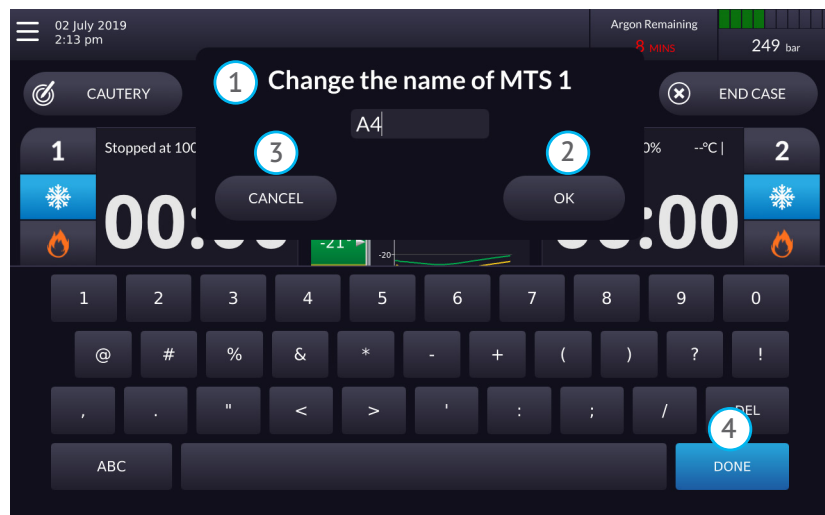 02 July 2019
2:13 pm
Argon Remaining
8 MINS
249 bar
CAUTERY
1 Change the name of MTS 1
A4
END CASE
1
Stopped at 100
3
2
0% --°C |
2
CANCEL
OK
00:
:00
-21°
-20
1 2 3 4 5 6 7 8 9 0
@ # % & * - + ( ) ? !
, . " < > ' : ; / DEL
4
ABC
DONE